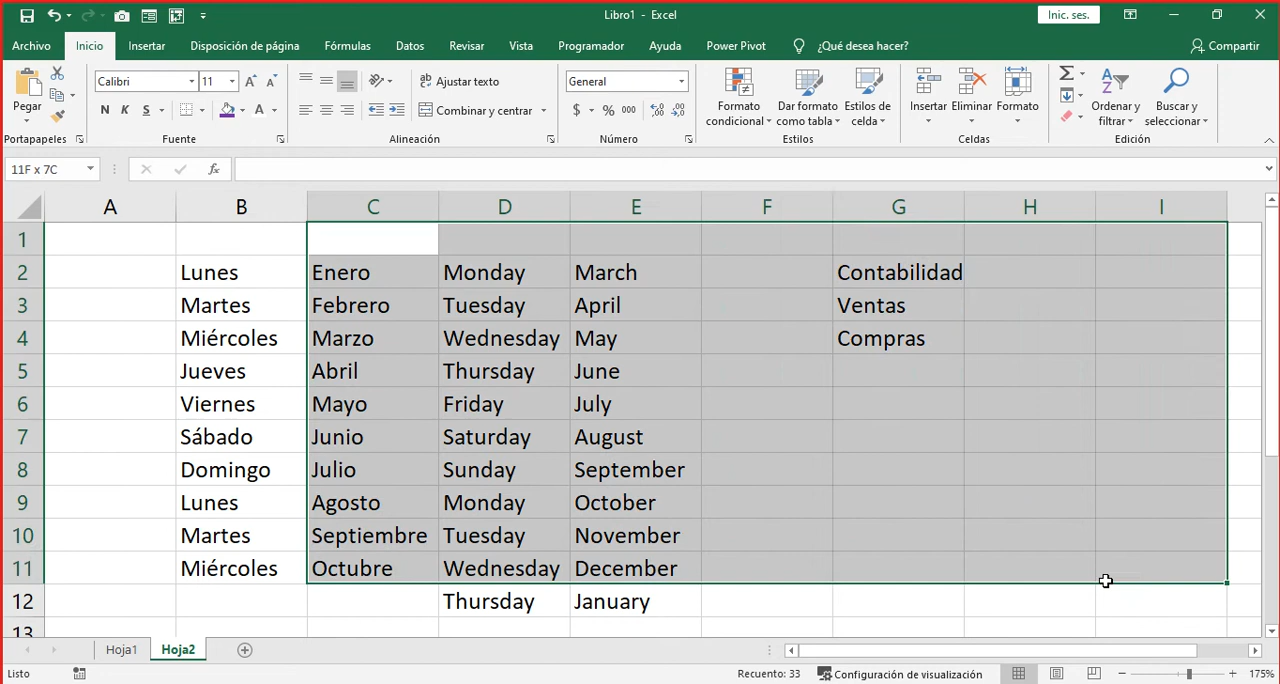 Libro1 - Excel
Inic. ses.
Archivo Inicio Insertar Disposición de página Fórmulas Datos Revisar Vista Programador Ayuda Power Pivot ¿Qué desea hacer? Compartir
Pegar
Calibri 11 A A
N K S A
Ajustar texto
Combinar y centrar
General
$ % 000
Formato condicional
Dar formato como tabla
Estilos de celda
Insertar Eliminar Formato
Ordenar y filtrar
Buscar y seleccionar
Portapapeles Fuente Alineación Número Estilos Celdas Edición
11F x 7C fx
A B C D E F G H I
1
2 Lunes Enero Monday March Contabilidad
3 Martes Febrero Tuesday April Ventas
4 Miércoles Marzo Wednesday May Compras
5 Jueves Abril Thursday June
6 Viernes Mayo Friday July
7 Sábado Junio Saturday August
8 Domingo Julio Sunday September
9 Lunes Agosto Monday October
10 Martes Septiembre Tuesday November
11 Miércoles Octubre Wednesday December
12 Thursday January
13
Hoja1 Hoja2
Listo Recuento: 33 Configuración de visualización 175%